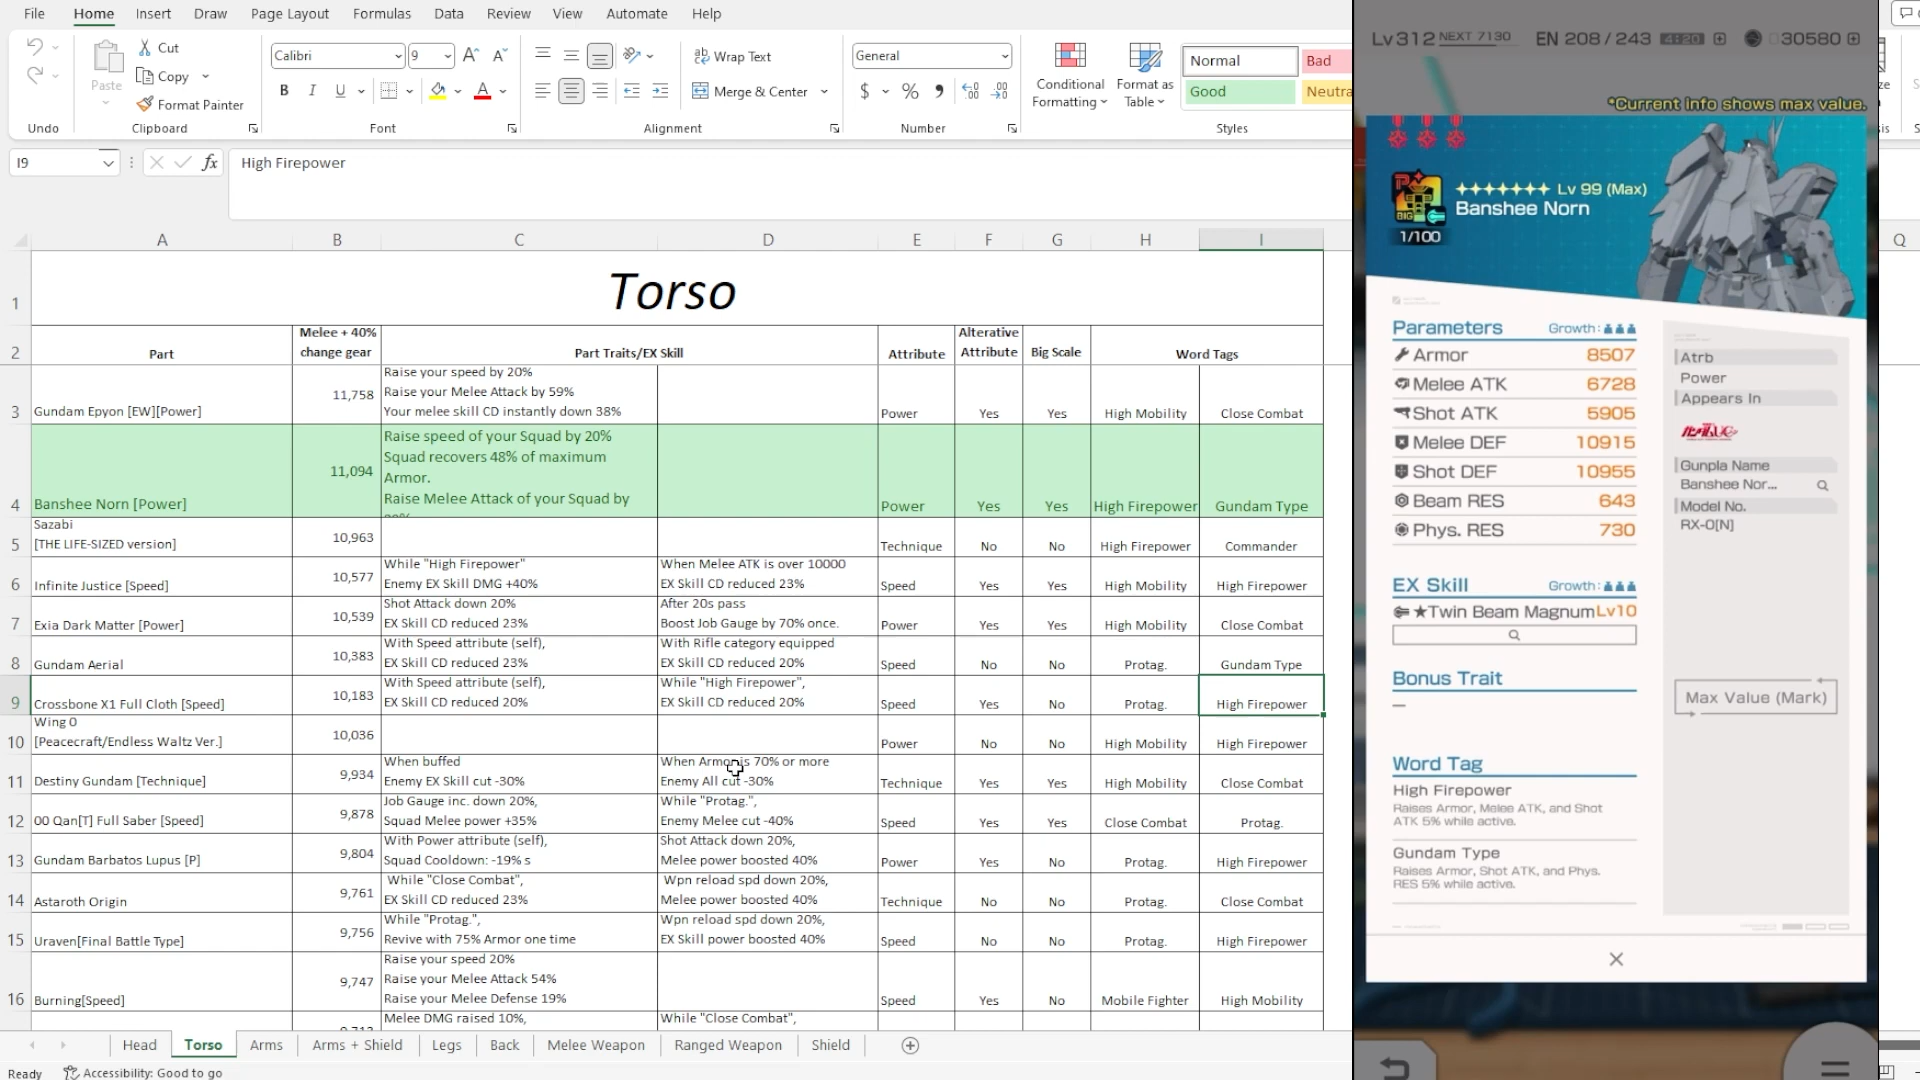 File Home Insert Draw Page Layout Formulas Data Review View Automate Help
Paste
Cut
Copy
Format Painter
Calibri 9
B I U
Wrap Text
Merge & Center
General
Conditional Formatting
Format as Table
Normal Bad
Good
Undo Clipboard Font Alignment Number Styles
I9 fx High Firepower
A B C D E F G H I Q
1 Torso
2 Part Melee + 40% change gear Part Traits/EX Skill Attribute Alterative Attribute Big Scale Word Tags
3 Gundam Epyon [EW][Power] 11,758 Raise your speed by 20%
Raise your Melee Attack by 59%
Your melee skill CD instantly down 38% Power Yes Yes High Mobility Close Combat
4 Banshee Norn [Power] 11,094 Raise speed of your Squad by 20%
Squad recovers 48% of maximum
Armor.
Raise Melee Attack of your Squad by
Power Yes Yes High Firepower Gundam Type
5 Sazabi
[THE LIFE-SIZED version] 10,963 Technique No No High Firepower Commander
6 Infinite Justice [Speed] 10,577 While "High Firepower"
Enemy EX Skill DMG +40% When Melee ATK is over 10000
EX Skill CD reduced 23% Speed Yes Yes High Mobility High Firepower
7 Exia Dark Matter [Power] 10,539 Shot Attack down 20%
EX Skill CD reduced 23% After 20s pass
Boost Job Gauge by 70% once. Power Yes Yes High Mobility Close Combat
8 Gundam Aerial 10,383 With Speed attribute (self),
EX Skill CD reduced 23% With Rifle category equipped
EX Skill CD reduced 20% Speed No No Protag. Gundam Type
9 Crossbone X1 Full Cloth [Speed] 10,183 With Speed attribute (self),
EX Skill CD reduced 20% While "High Firepower",
EX Skill CD reduced 20% Speed Yes No Protag. High Firepower
10 Wing 0
[Peacecraft/Endless Waltz Ver.] 10,036 Power No No High Mobility High Firepower
11 Destiny Gundam [Technique] 9,934 When buffed
Enemy EX Skill cut -30% When Armor is 70% or more
Enemy All cut -30% Technique Yes Yes High Mobility Close Combat
12 00 Qan[T] Full Saber [Speed] 9,878 Job Gauge inc. down 20%,
Squad Melee power +35% While "Protag.",
Enemy Melee cut -40% Speed Yes Yes Close Combat Protag.
13 Gundam Barbatos Lupus [P] 9,804 With Power attribute (self),
Squad Cooldown: -19% s Shot Attack down 20%,
Melee power boosted 40% Power Yes No Protag. High Firepower
14 Astaroth Origin 9,761 While "Close Combat",
EX Skill CD reduced 23% Wpn reload spd down 20%,
Melee power boosted 40% Technique No No Protag. Close Combat
15 Uraven[Final Battle Type] 9,756 While "Protag.",
Revive with 75% Armor one time Wpn reload spd down 20%,
EX Skill power boosted 40% Speed No No Protag. High Firepower
16 Burning[Speed] 9,747 Raise your speed 20%
Raise your Melee Attack 54%
Raise your Melee Defense 19% Speed Yes No Mobile Fighter High Mobility
Melee DMG raised 10%, While "Close Combat",
Head Torso Arms Arms + Shield Legs Back Melee Weapon Ranged Weapon Shield
Ready Accessibility: Good to go
Lv312 NEXT 7130 EN 208/243 4:20 30580
*Current info shows max value.
Lv 99 (Max)
Banshee Norn
BIG
1/100
Parameters Growth:
Armor 8507
Melee ATK 6728
Shot ATK 5905
Melee DEF 10915
Shot DEF 10955
Beam RES 643
Phys. RES 730
EX Skill Growth:
★Twin Beam Magnum Lv10
Bonus Trait
—
Word Tag
High Firepower
Raises Armor, Melee ATK, and Shot
ATK 5% while active.
Gundam Type
Raises Armor, Shot ATK, and Phys.
RES 5% while active.
Atrb
Power
Appears In
Gunpla Name
Banshee Nor...
Model No.
RX-0[N]
Max Value (Mark)